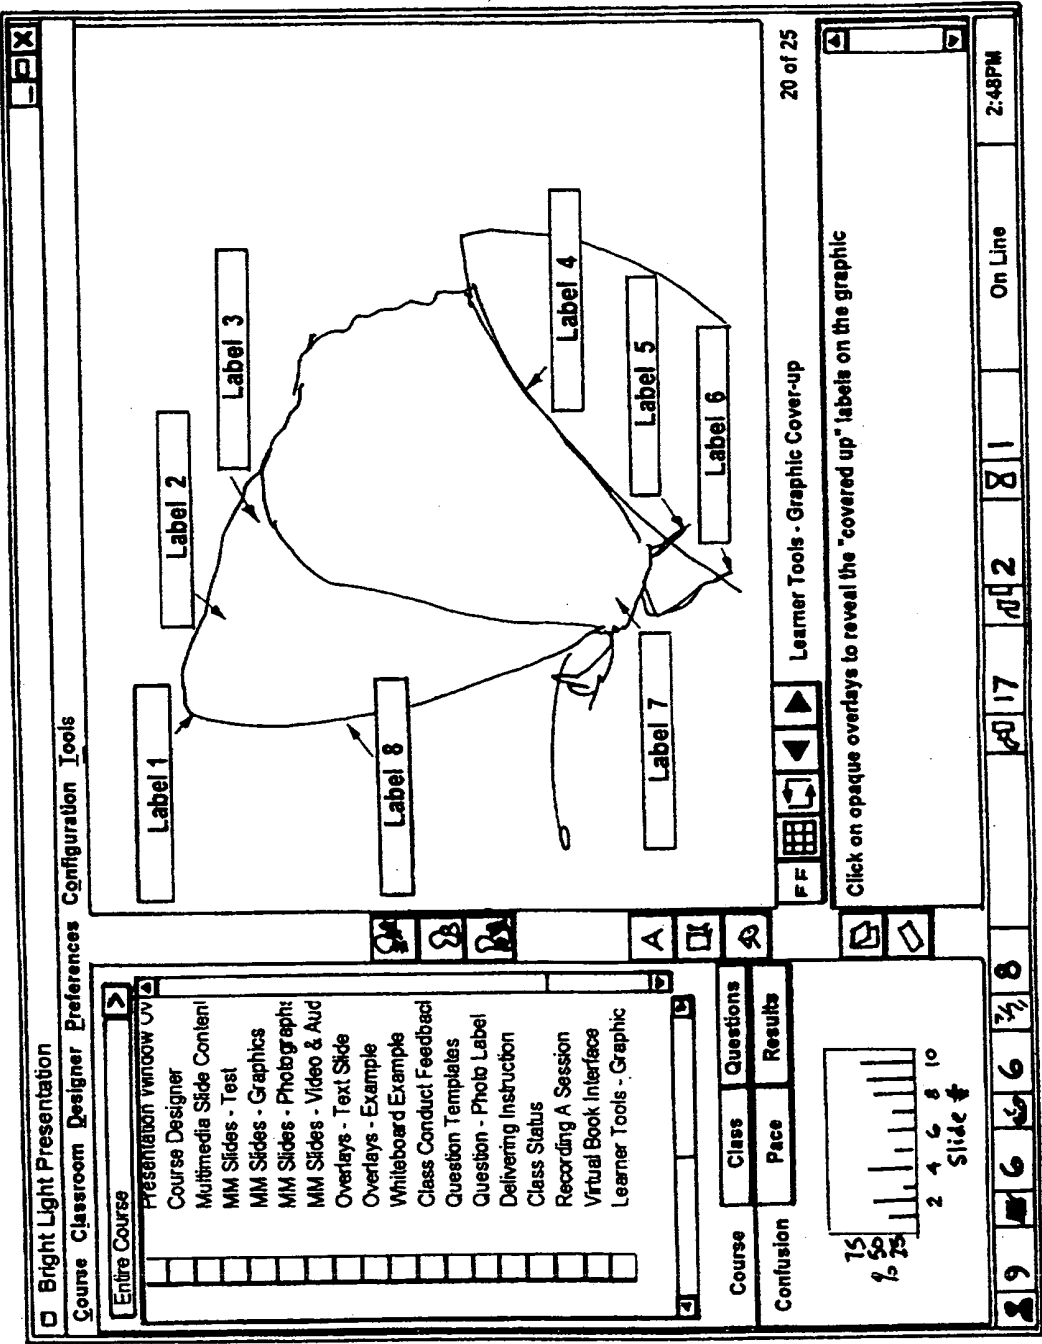 Bright Light Presentation
Course Classroom Designer Preferences Configuration Tools
Entire Course
Presentation Window Ov
Course Designer
Multimedia Slide Content
MM Slides - Test
MM Slides - Graphics
MM Slides - Photographs
MM Slides - Video & Aud
Overlays - Text Slide
Overlays - Example
Whiteboard Example
Class Conduct Feedbacl
Question Templates
Question - Photo Label
Delivering Instruction
Class Status
Recording A Session
Virtual Book Interface
Learner Tools - Graphic
Course Class Questions
Confusion Pace Results
75
% 50
25
2 4 6 8 10
Slide #
A
Label 1
Label 2
Label 3
Label 4
Label 5
Label 6
Label 7
Label 8
FF
Learner Tools - Graphic Cover-up
20 of 25
Click on opaque overlays to reveal the "covered up" labels on the graphic
9 6 6 8 17 2 1 On Line 2:48PM